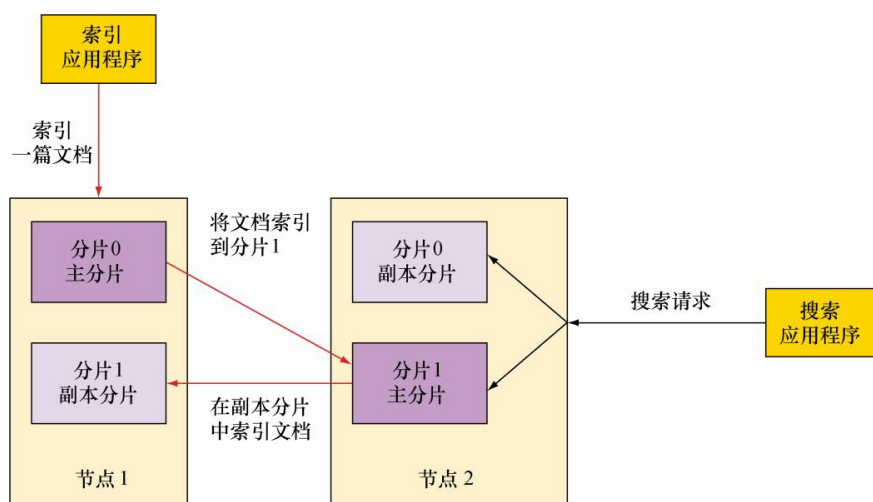 索引
应用程序
索引
一篇文档
将文档索引
到分片1
分片0
主分片
分片0
副本分片
搜索请求
搜索
应用程序
分片1
副本分片
分片1
主分片
在副本分片
中索引文档
节点1
节点2